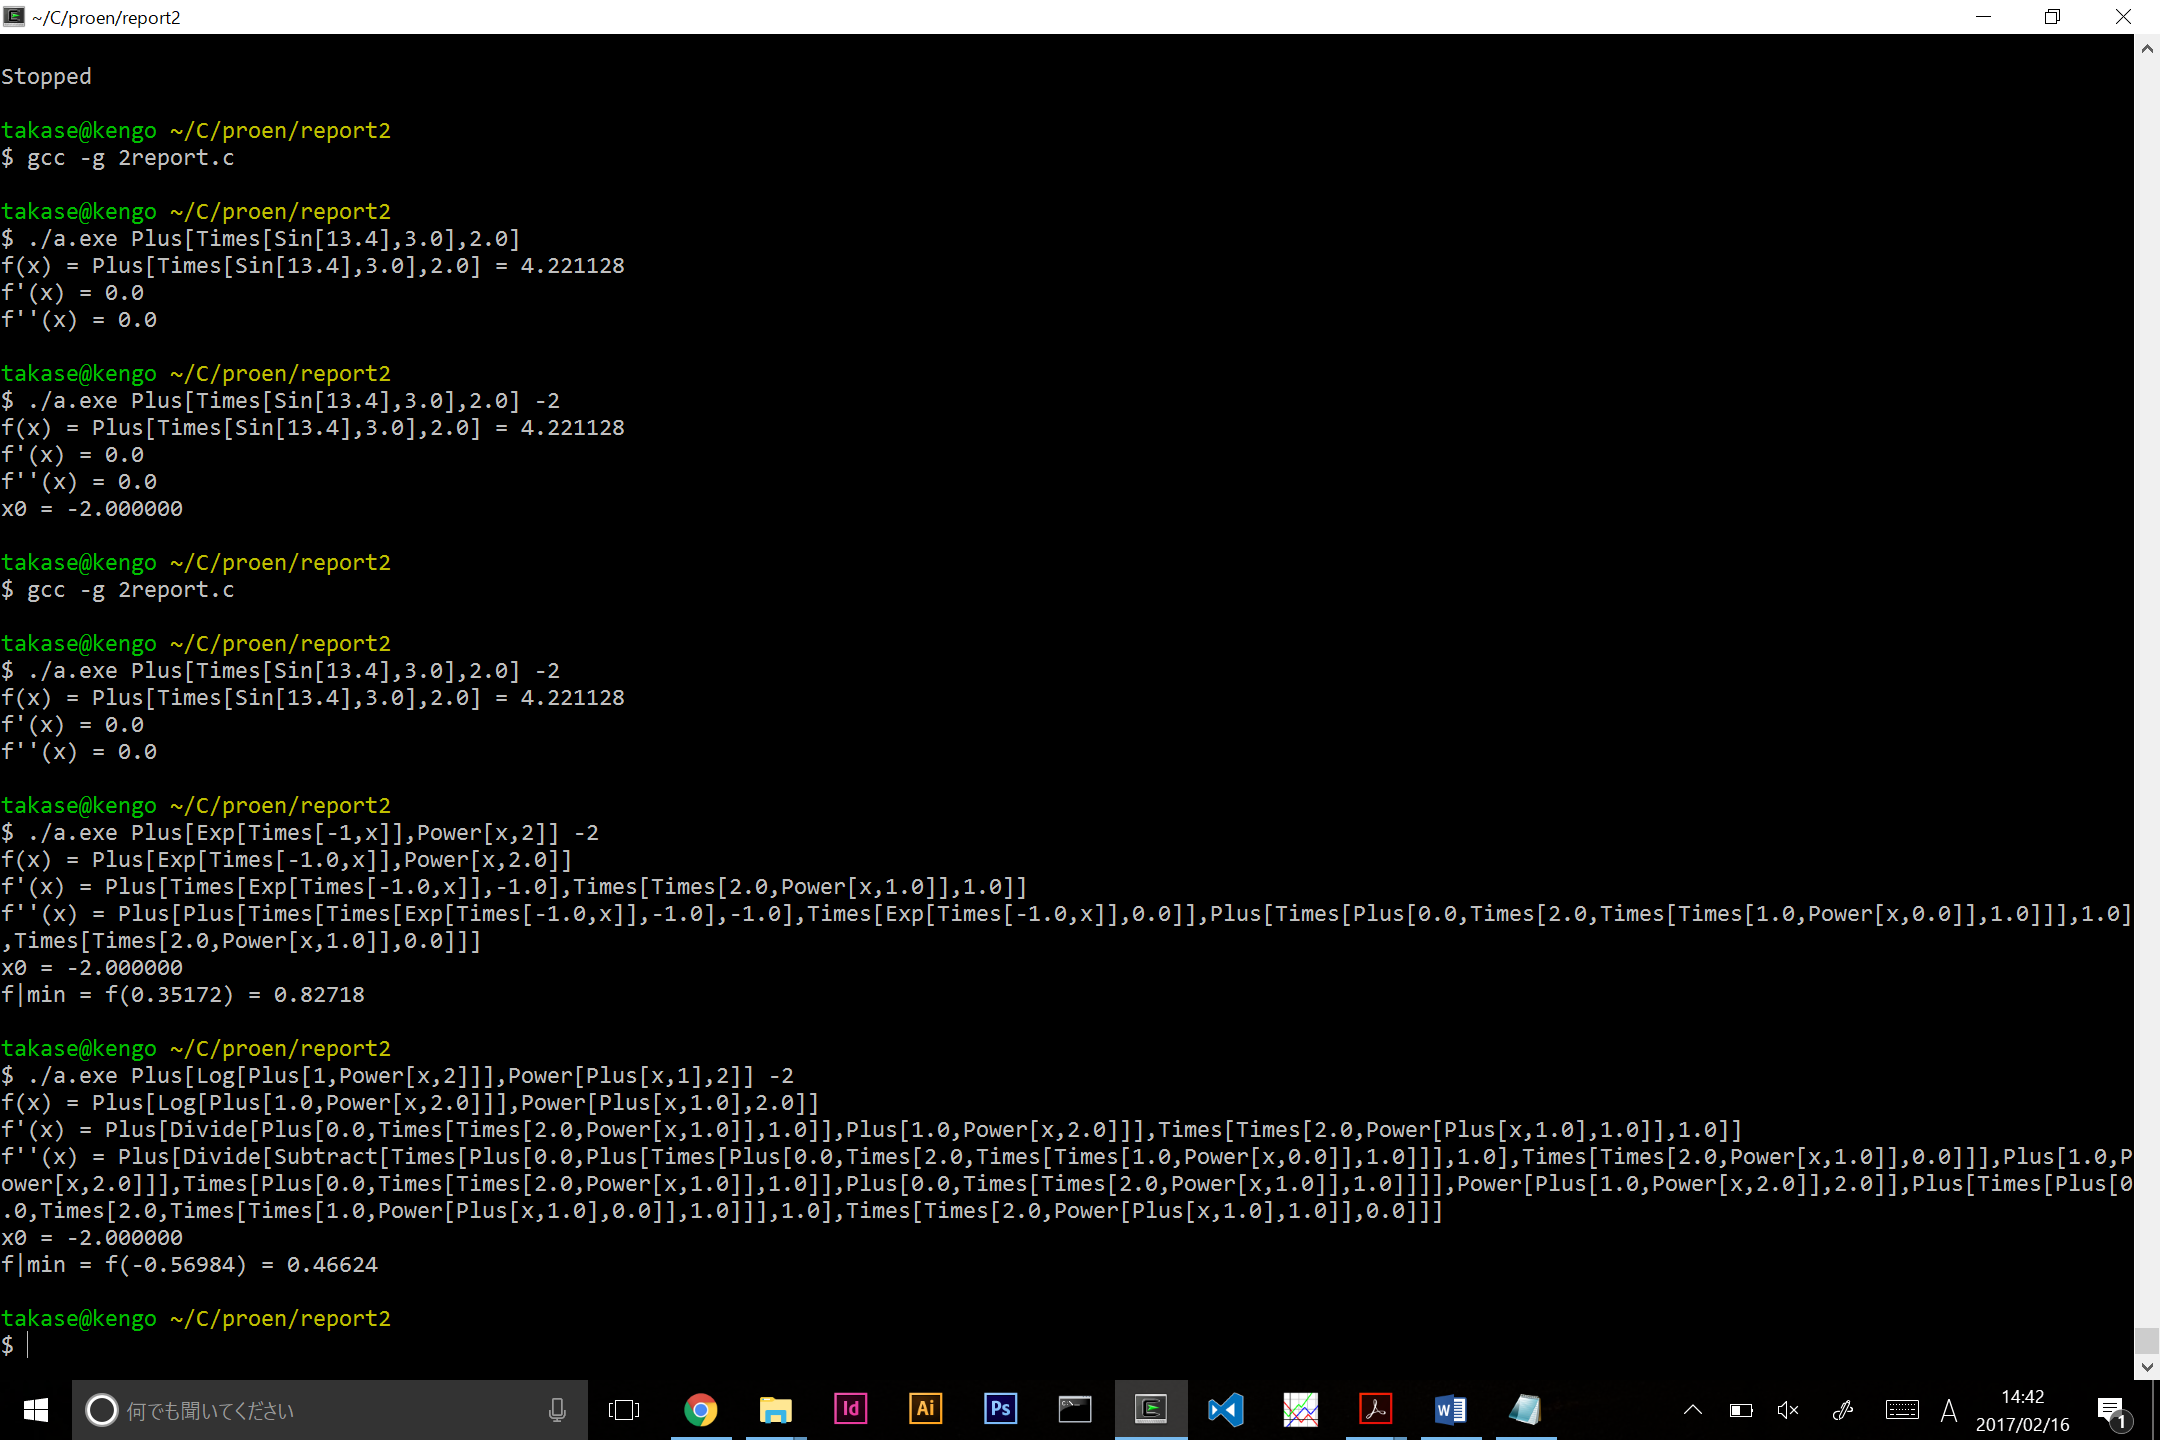 ~/C/proen/report2
Stopped
takase@kengo ~/C/proen/report2
$ gcc -g 2report.c
takase@kengo ~/C/proen/report2
$ ./a.exe Plus[Times[Sin[13.4],3.0],2.0]
f(x) = Plus[Times[Sin[13.4],3.0],2.0] = 4.221128
f'(x) = 0.0
f''(x) = 0.0
takase@kengo ~/C/proen/report2
$ ./a.exe Plus[Times[Sin[13.4],3.0],2.0] -2
f(x) = Plus[Times[Sin[13.4],3.0],2.0] = 4.221128
f'(x) = 0.0
f''(x) = 0.0
x0 = -2.000000
takase@kengo ~/C/proen/report2
$ gcc -g 2report.c
takase@kengo ~/C/proen/report2
$ ./a.exe Plus[Times[Sin[13.4],3.0],2.0] -2
f(x) = Plus[Times[Sin[13.4],3.0],2.0] = 4.221128
f'(x) = 0.0
f''(x) = 0.0
takase@kengo ~/C/proen/report2
$ ./a.exe Plus[Exp[Times[-1,x]],Power[x,2]] -2
f(x) = Plus[Exp[Times[-1.0,x]],Power[x,2.0]]
f'(x) = Plus[Times[Exp[Times[-1.0,x]],-1.0],Times[Times[2.0,Power[x,1.0]],1.0]]
f''(x) = Plus[Plus[Times[Times[Exp[Times[-1.0,x]],-1.0],-1.0],Times[Exp[Times[-1.0,x]],0.0]],Plus[Times[Plus[0.0,Times[2.0,Times[Times[1.0,Power[x,0.0]],1.0]]],1.0]
,Times[Times[2.0,Power[x,1.0]],0.0]]]
x0 = -2.000000
f|min = f(0.35172) = 0.82718
takase@kengo ~/C/proen/report2
$ ./a.exe Plus[Log[Plus[1,Power[x,2]]],Power[Plus[x,1],2]] -2
f(x) = Plus[Log[Plus[1.0,Power[x,2.0]]],Power[Plus[x,1.0],2.0]]
f'(x) = Plus[Divide[Plus[0.0,Times[Times[2.0,Power[x,1.0]],1.0]],Plus[1.0,Power[x,2.0]]],Times[Times[2.0,Power[Plus[x,1.0],1.0]],1.0]]
f''(x) = Plus[Divide[Subtract[Times[Plus[0.0,Plus[Times[Plus[0.0,Times[2.0,Times[Times[1.0,Power[x,0.0]],1.0]]],1.0],Times[Times[2.0,Power[x,1.0]],0.0]]],Plus[1.0,P
ower[x,2.0]]],Times[Plus[0.0,Times[Times[2.0,Power[x,1.0]],1.0]],Plus[0.0,Times[Times[2.0,Power[x,1.0]],1.0]]]],Power[Plus[1.0,Power[x,2.0]],2.0]],Plus[Times[Plus[0
.0,Times[2.0,Times[Times[1.0,Power[Plus[x,1.0],0.0]],1.0]]],1.0],Times[Times[2.0,Power[Plus[x,1.0],1.0]],0.0]]]
x0 = -2.000000
f|min = f(-0.56984) = 0.46624
takase@kengo ~/C/proen/report2
$
何でも聞いてください
Id
Ai
Ps
A
14:42
2017/02/16
1